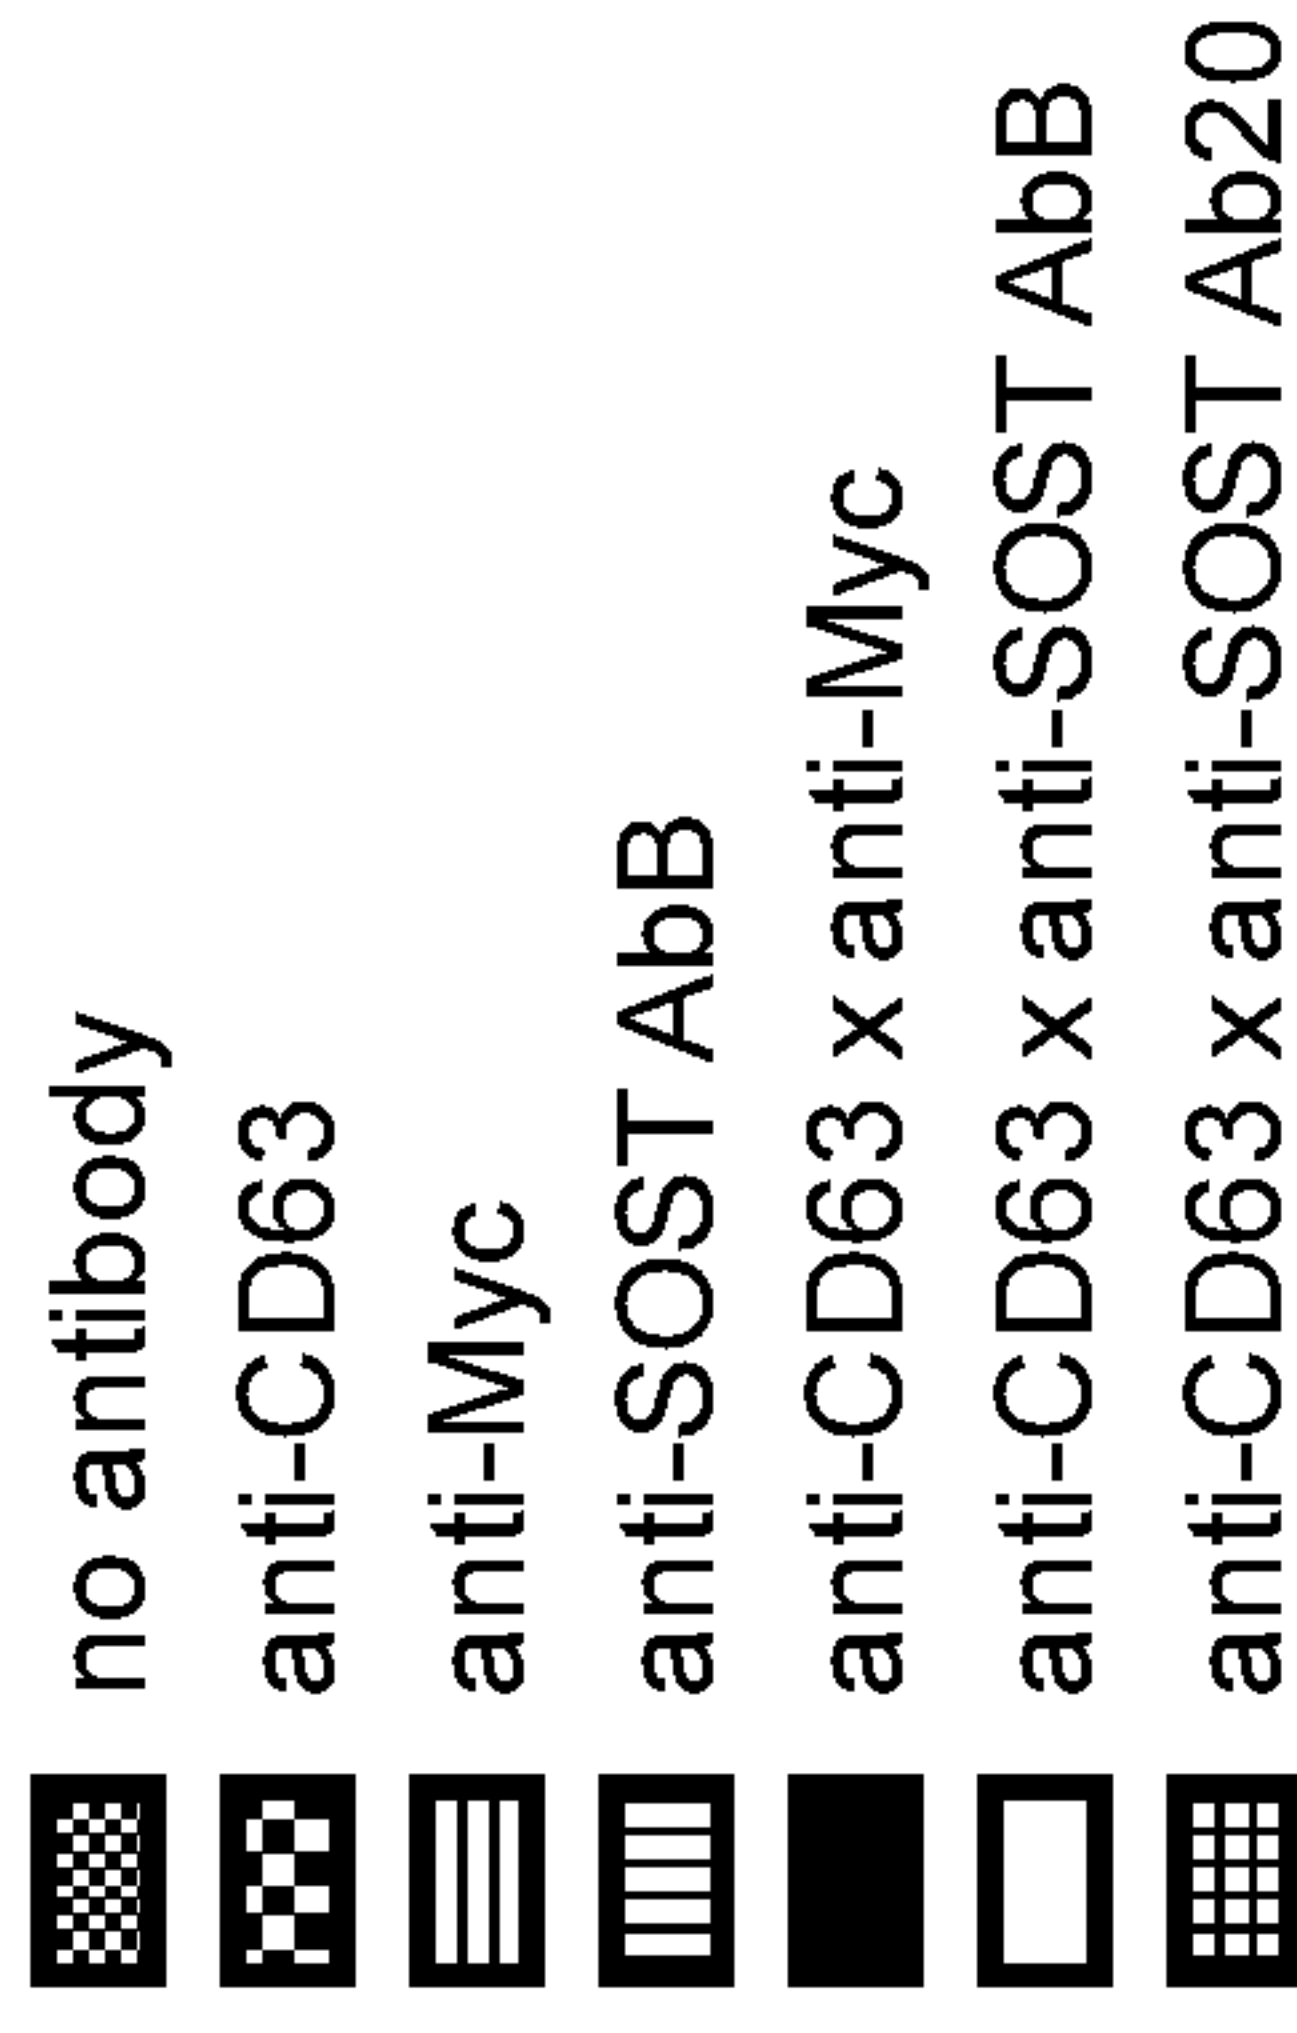 no antibody
anti-CD63
anti-Myc
anti-SOST AbB
anti-CD63 x anti-Myc
anti-CD63 x anti-SOST AbB
anti-CD63 x anti-SOST Ab20